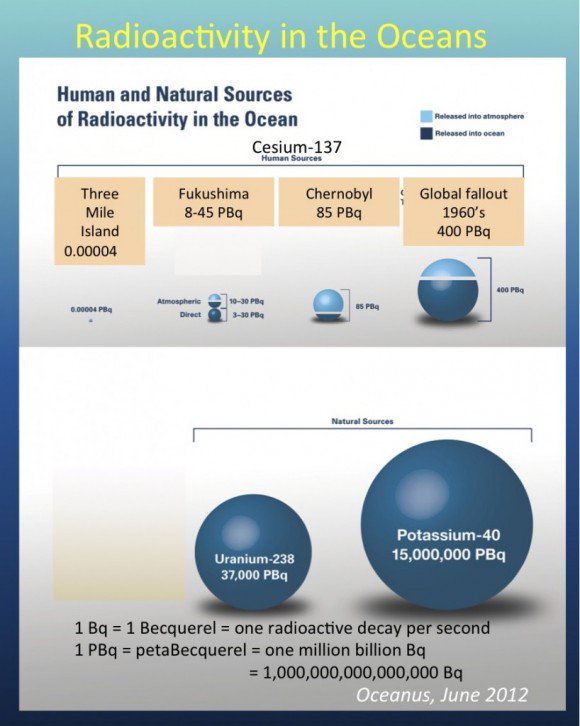 Radioactivity in the Oceans
Human and Natural Sources
of Radioactivity in the Ocean
Released into atmosphere
Released into ocean
Cesium-137
Human Sources
Three
Mile
Island
0.00004
Fukushima
8-45 PBq
Chernobyl
85 PBq
Global fallout
1960's
400 PBq
0.00004 PBq
Atmospheric 10–30 PBq
Direct 3–30 PBq
85 PBq
400 PBq
Natural Sources
Uranium-238
37,000 PBq
Potassium-40
15,000,000 PBq
1 Bq = 1 Becquerel = one radioactive decay per second
1 PBq = petaBecquerel = one million billion Bq
= 1,000,000,000,000,000 Bq
Oceanus, June 2012